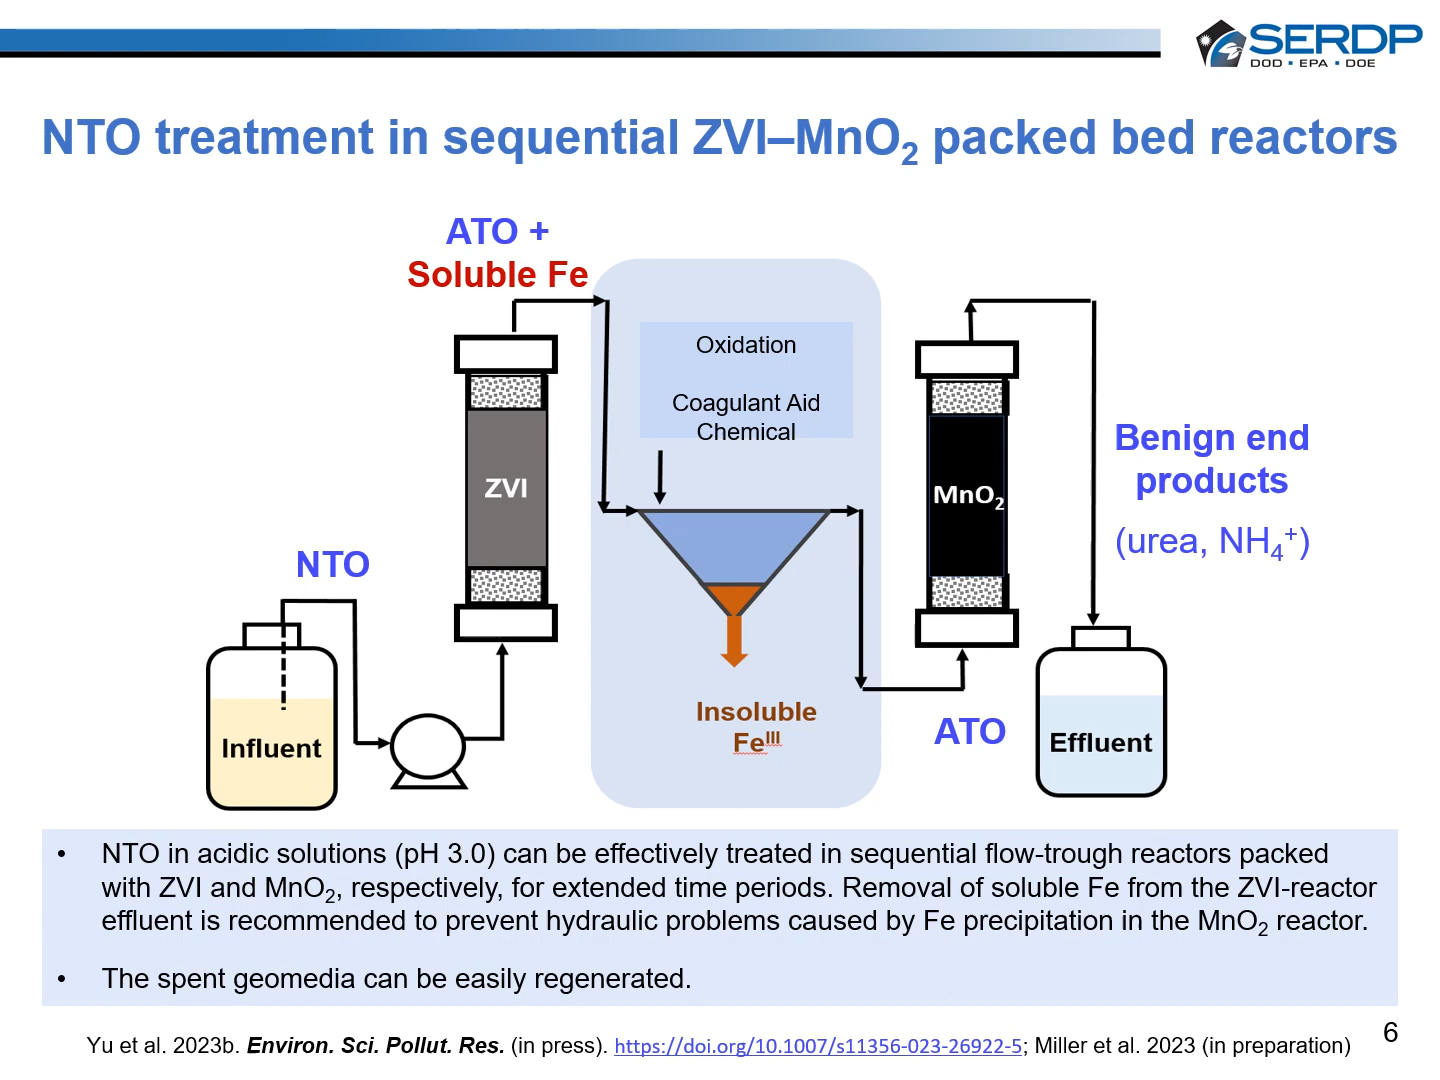 SERDP
DOD • EPA • DOE
NTO treatment in sequential ZVI–MnO₂ packed bed reactors
ATO +
Soluble Fe
Oxidation
Coagulant Aid
Chemical
ZVI
MnO₂
Benign end
products
(urea, NH₄⁺)
NTO
Insoluble
Feᴵᴵᴵ
ATO
Influent
Effluent
• NTO in acidic solutions (pH 3.0) can be effectively treated in sequential flow-trough reactors packed
with ZVI and MnO₂, respectively, for extended time periods. Removal of soluble Fe from the ZVI-reactor
effluent is recommended to prevent hydraulic problems caused by Fe precipitation in the MnO₂ reactor.
• The spent geomedia can be easily regenerated.
Yu et al. 2023b. Environ. Sci. Pollut. Res. (in press). https://doi.org/10.1007/s11356-023-26922-5; Miller et al. 2023 (in preparation)
6